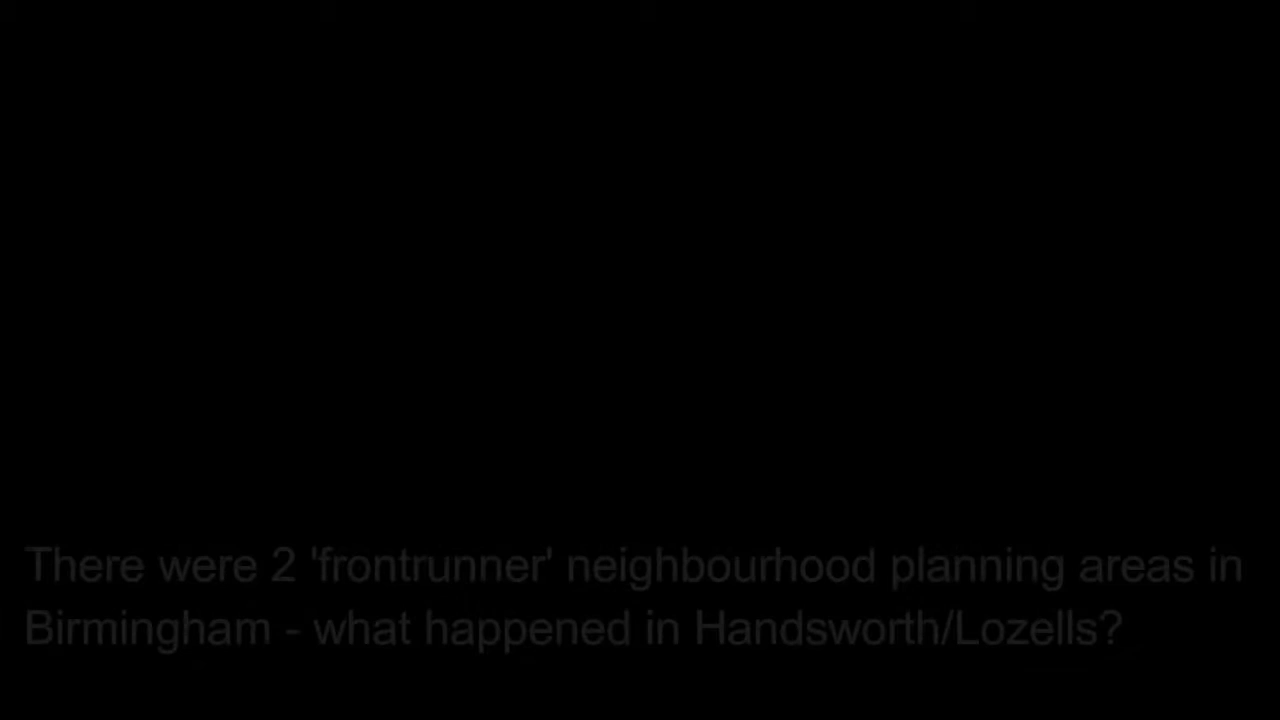 There were 2 'frontrunner' neighbourhood planning areas in
Birmingham - what happened in Handsworth/Lozells?